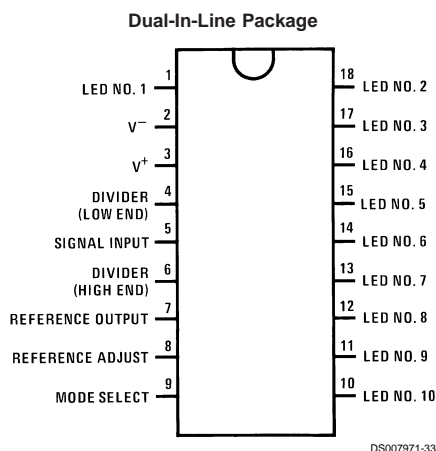 Dual-In-Line Package
LED NO. 1 1
V− 2
V+ 3
DIVIDER 4
(LOW END)
SIGNAL INPUT 5
DIVIDER 6
(HIGH END)
REFERENCE OUTPUT 7
REFERENCE ADJUST 8
MODE SELECT 9
18 LED NO. 2
17 LED NO. 3
16 LED NO. 4
15 LED NO. 5
14 LED NO. 6
13 LED NO. 7
12 LED NO. 8
11 LED NO. 9
10 LED NO. 10
DS007971-33